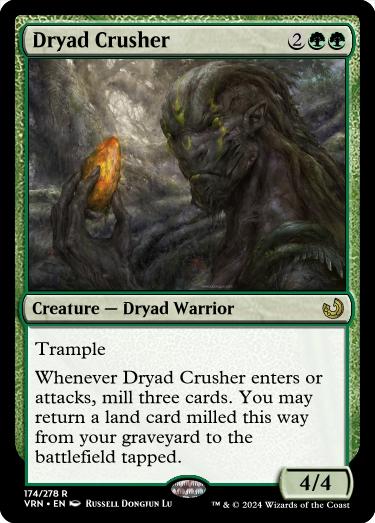 Dryad Crusher 2
Creature — Dryad Warrior
Trample
Whenever Dryad Crusher enters or
attacks, mill three cards. You may
return a land card milled this way
from your graveyard to the
battlefield tapped.
4/4
174/278 R
VRN • EN Russell Dongjun Lu ™ & © 2024 Wizards of the Coast